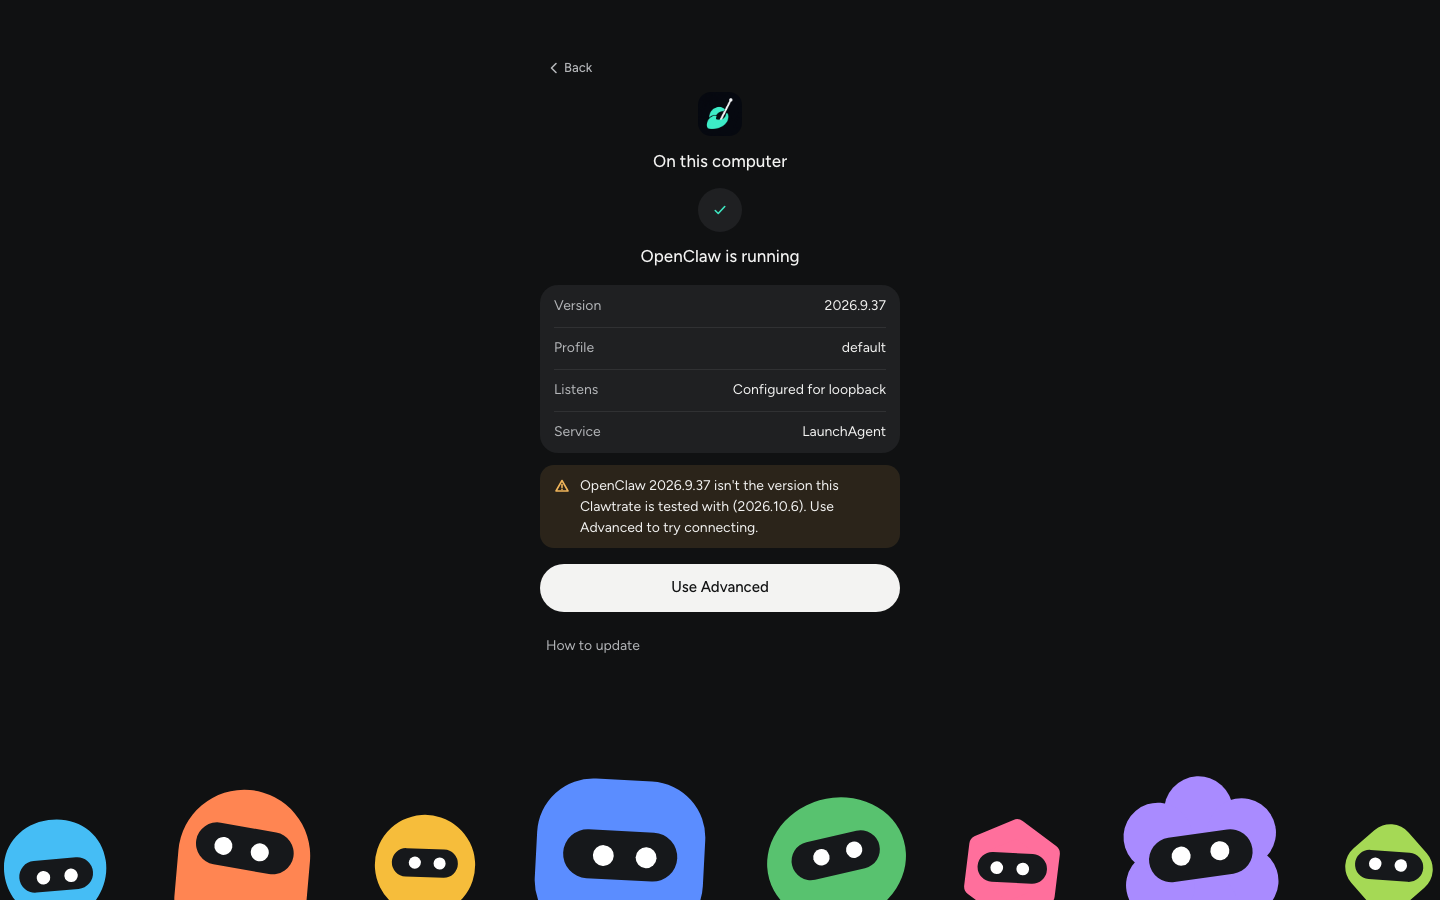 Back
On this computer
OpenClaw is running
Version 2026.9.37
Profile default
Listens Configured for loopback
Service LaunchAgent
OpenClaw 2026.9.37 isn't the version this
Clawtrate is tested with (2026.10.6). Use
Advanced to try connecting.
Use Advanced
How to update